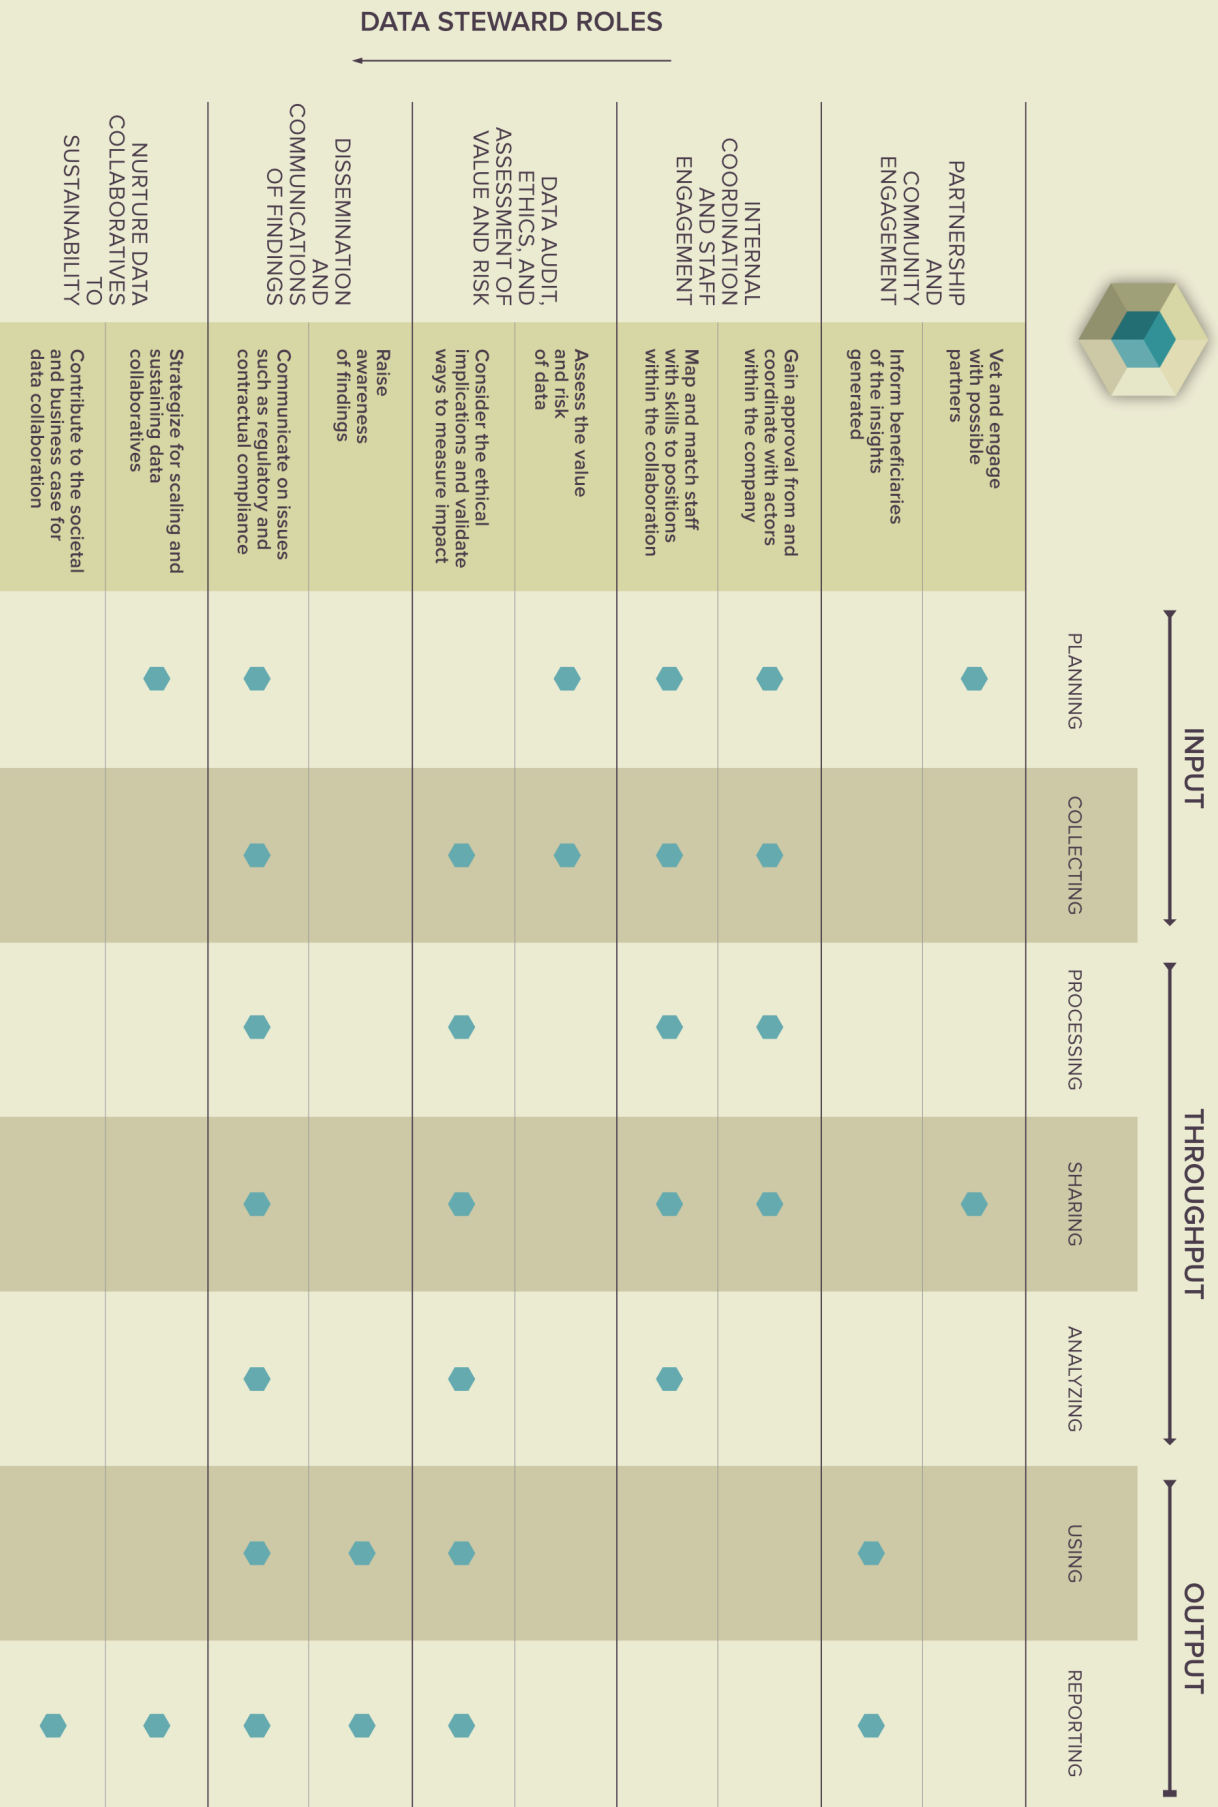 DATA STEWARD ROLES
INPUT
THROUGHPUT
OUTPUT
PLANNING
COLLECTING
PROCESSING
SHARING
ANALYZING
USING
REPORTING
PARTNERSHIP
AND
COMMUNITY
ENGAGEMENT
Vet and engage
with possible
partners
Inform beneficiaries
of the insights
generated
INTERNAL
COORDINATION
AND STAFF
ENGAGEMENT
Gain approval from and
coordinate with actors
within the company
Map and match staff
with skills to positions
within the collaboration
DATA AUDIT,
ETHICS, AND
ASSESSMENT OF
VALUE AND RISK
Assess the value
and risk
of data
Consider the ethical
implications and validate
ways to measure impact
DISSEMINATION
AND
COMMUNICATIONS
OF FINDINGS
Raise
awareness
of findings
Communicate on issues
such as regulatory and
contractual compliance
NURTURE DATA
COLLABORATIVES
TO
SUSTAINABILITY
Strategize for scaling and
sustaining data
collaboratives
Contribute to the societal
and business case for
data collaboration